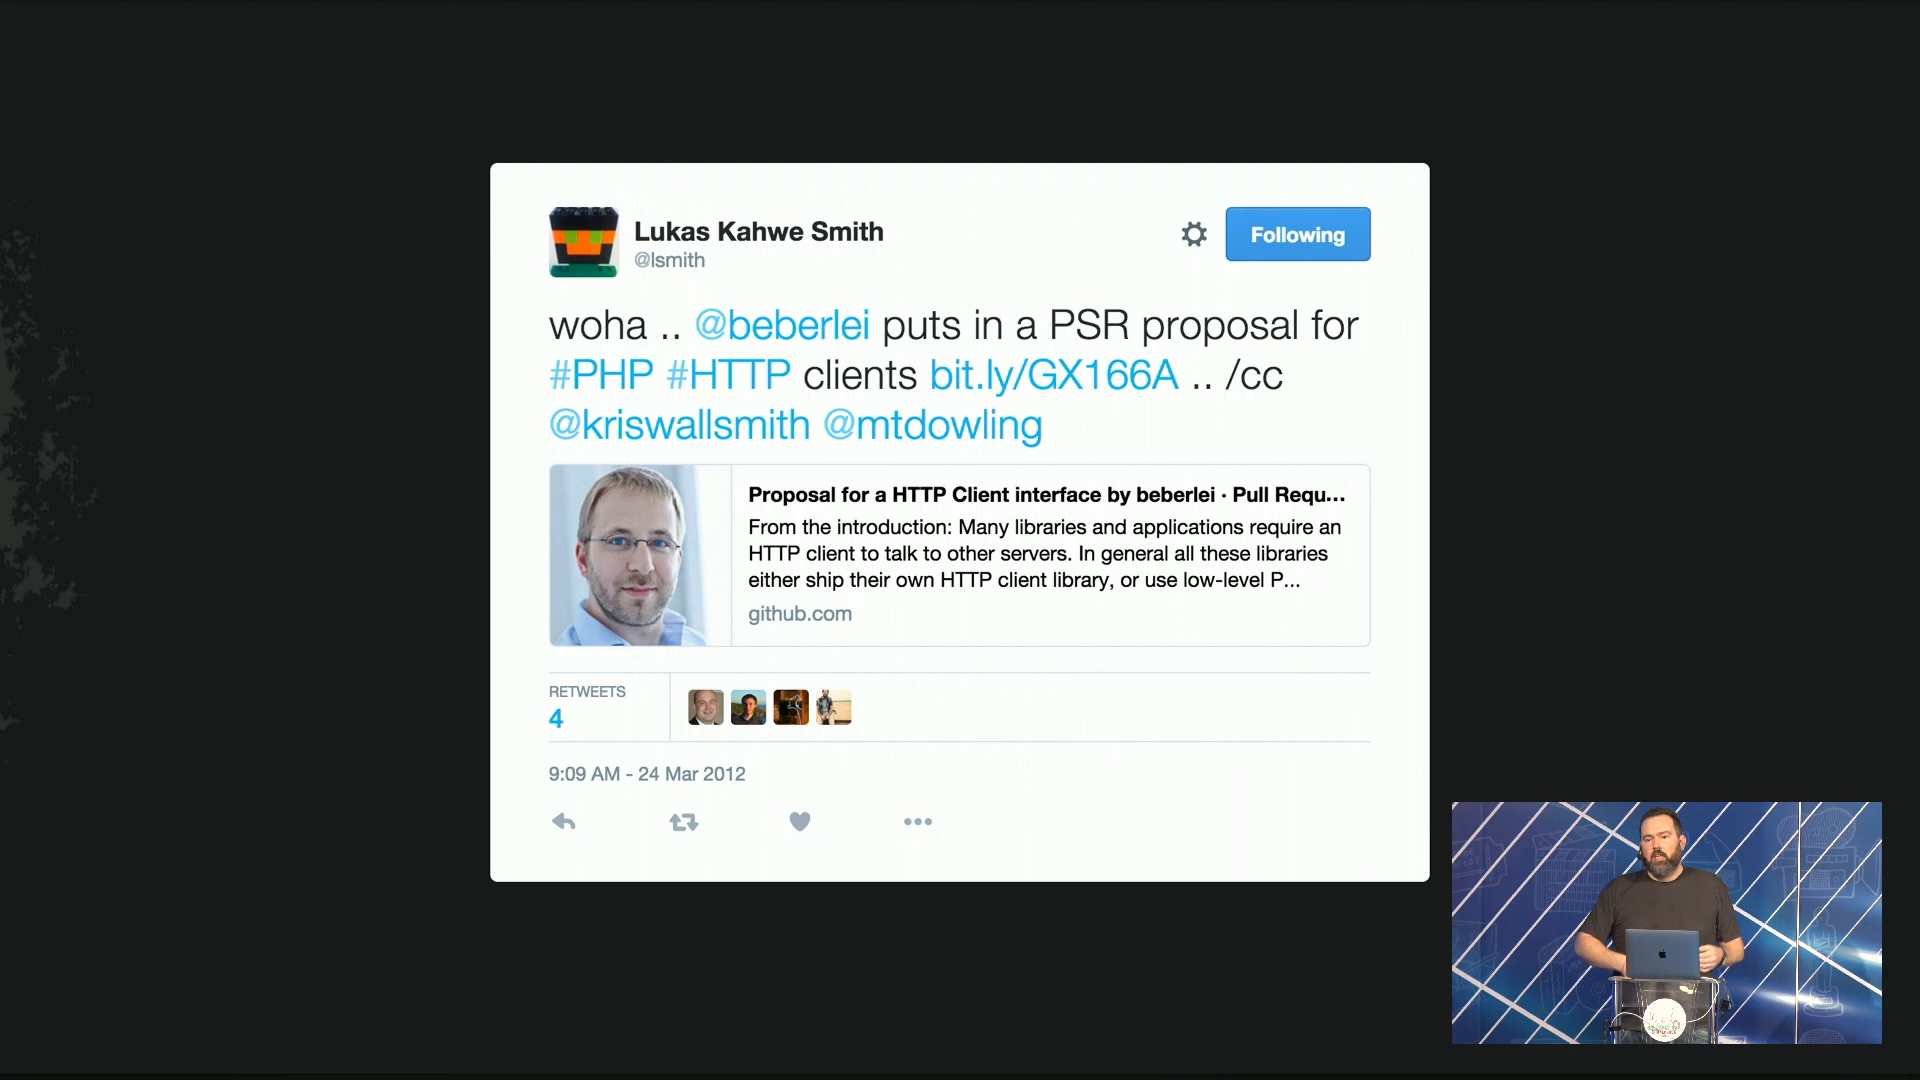 Lukas Kahwe Smith
@lsmith
Following
woha .. @beberlei puts in a PSR proposal for
#PHP #HTTP clients bit.ly/GX166A .. /cc
@kriswallsmith @mtdowling
Proposal for a HTTP Client interface by beberlei · Pull Requ...
From the introduction: Many libraries and applications require an
HTTP client to talk to other servers. In general all these libraries
either ship their own HTTP client library, or use low-level P...
github.com
RETWEETS
4
9:09 AM - 24 Mar 2012